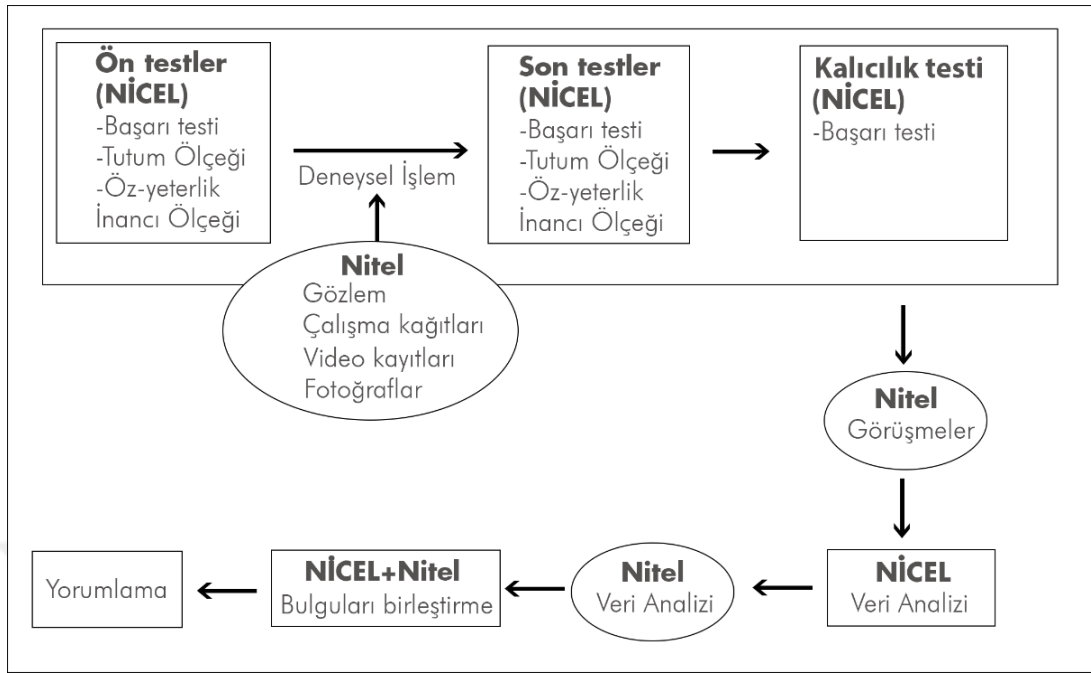 Ön testler
(NİCEL)
-Başarı testi
-Tutum Ölçeği
-Öz-yeterlik
İnancı Ölçeği
Deneysel İşlem
Nitel
Gözlem
Çalışma kağıtları
Video kayıtları
Fotoğraflar
Son testler
(NİCEL)
-Başarı testi
-Tutum Ölçeği
-Öz-yeterlik
İnancı Ölçeği
Kalıcılık testi
(NİCEL)
-Başarı testi
Nitel
Görüşmeler
NİCEL
Veri Analizi
Nitel
Veri Analizi
NİCEL+Nitel
Bulguları birleştirme
Yorumlama